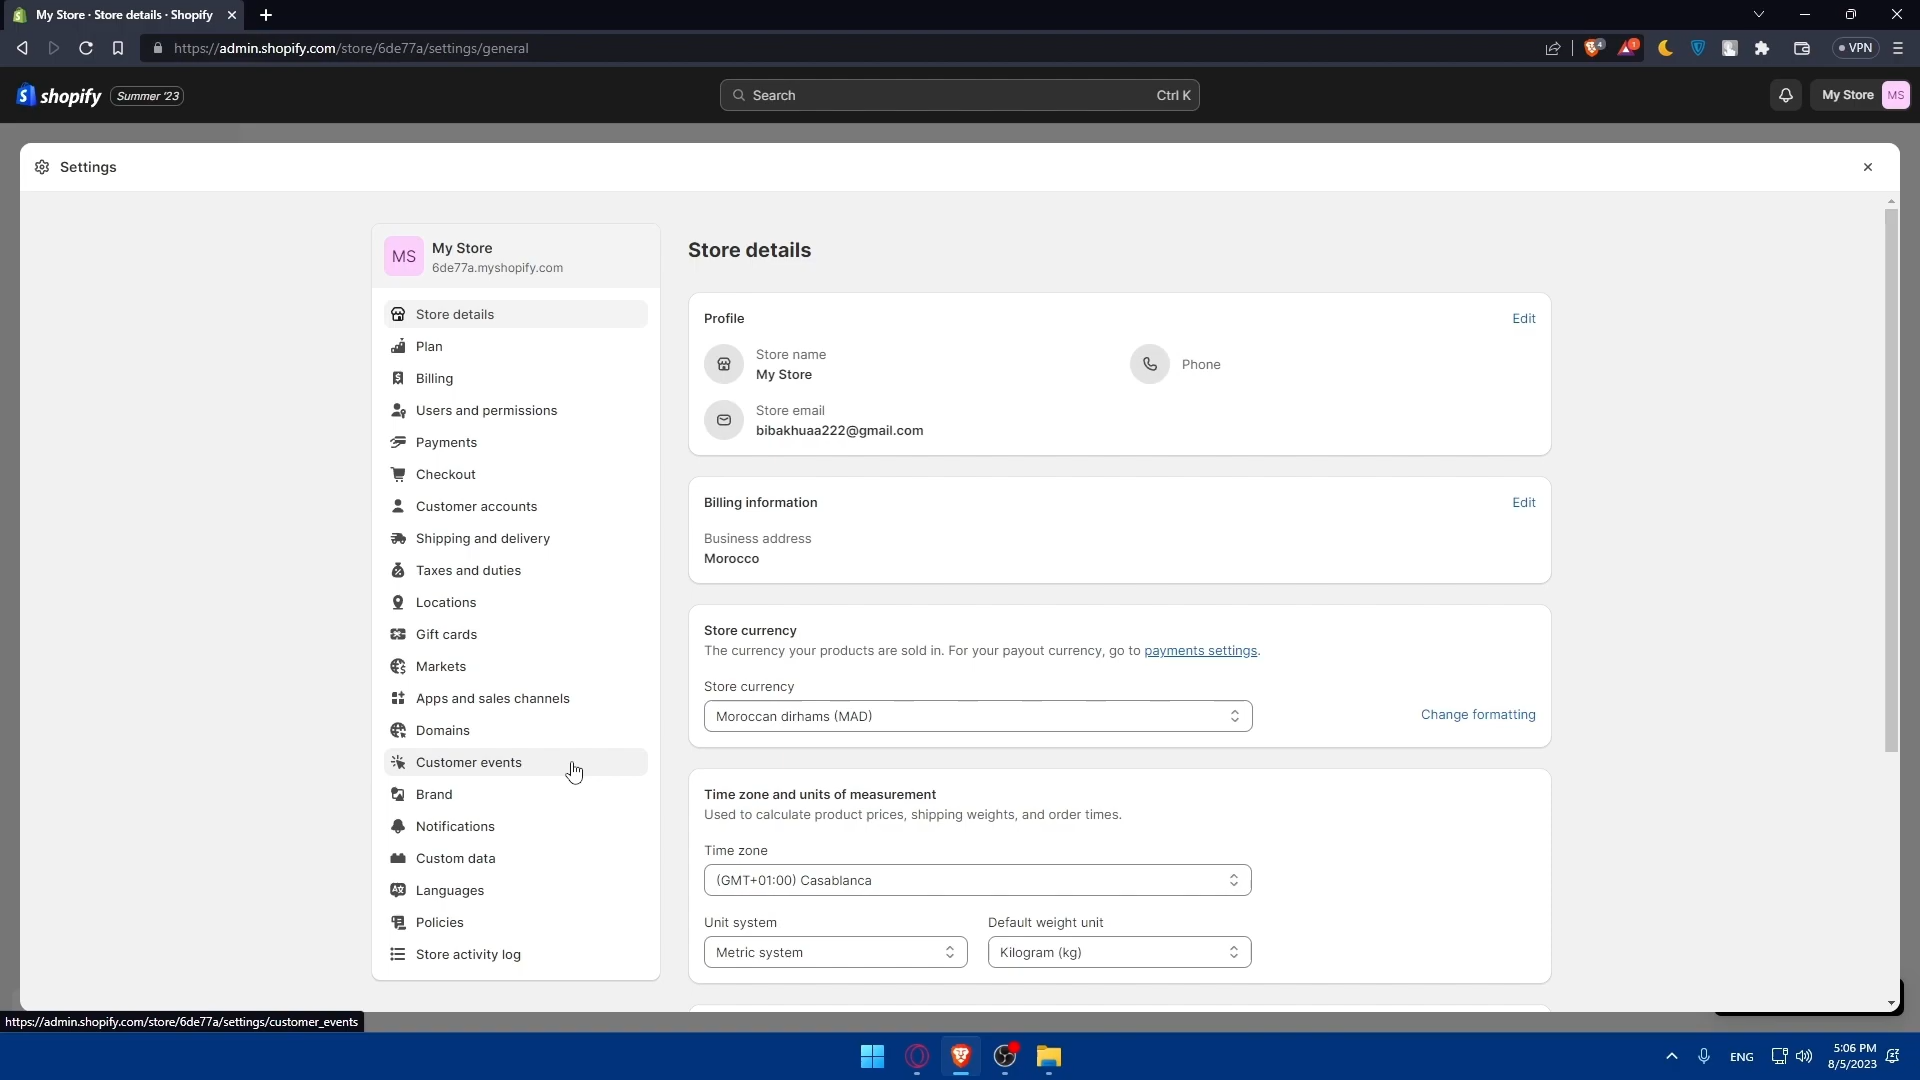 My Store · Store details · Shopify
https://admin.shopify.com/store/6de77a/settings/general
4
1
VPN
shopify
Summer '23
Search
Ctrl K
My Store
MS
Settings
MS
My Store
6de77a.myshopify.com
Store details
Plan
Billing
Users and permissions
Payments
Checkout
Customer accounts
Shipping and delivery
Taxes and duties
Locations
Gift cards
Markets
Apps and sales channels
Domains
Customer events
Brand
Notifications
Custom data
Languages
Policies
Store activity log
Store details
Profile
Edit
Store name
My Store
Phone
Store email
bibakhuaa222@gmail.com
Billing information
Edit
Business address
Morocco
Store currency
The currency your products are sold in. For your payout currency, go to payments settings.
Store currency
Moroccan dirhams (MAD)
Change formatting
Time zone and units of measurement
Used to calculate product prices, shipping weights, and order times.
Time zone
(GMT+01:00) Casablanca
Unit system
Default weight unit
Metric system
Kilogram (kg)
https://admin.shopify.com/store/6de77a/settings/customer_events
ENG
5:06 PM
8/5/2023